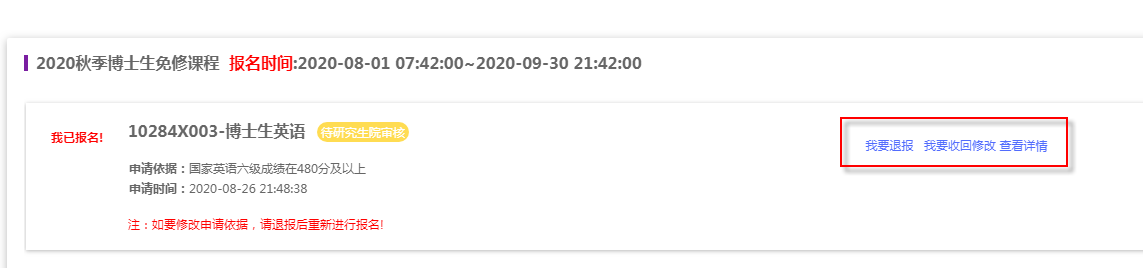 2020秋季博士生免修课程 报名时间:2020-08-01 07:42:00~2020-09-30 21:42:00
我已报名! 10284X003-博士生英语 待研究生院审核 我要退报 我要收回修改 查看详情
申请依据：国家英语六级成绩在480分及以上
申请时间：2020-08-26 21:48:38
注：如要修改申请依据，请退报后重新进行报名!